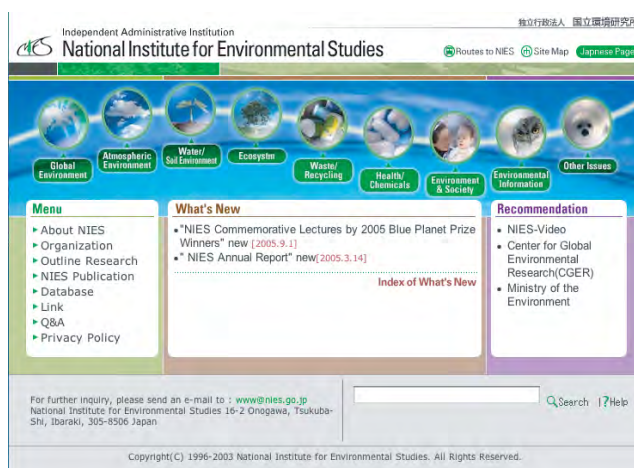 独立行政法人 国立環境研究所
Independent Administrative Institution
NIES National Institute for Environmental Studies
Routes to NIES Site Map Japnese Page
Global Environment
Atmospheric Environment
Water/ Soil Environment
Ecosystem
Waste/ Recycling
Health/ Chemicals
Environment & Society
Environmental Information
Other Issues
Menu
About NIES
Organization
Outline Research
NIES Publication
Database
Link
Q&A
Privacy Policy
What's New
"NIES Commemorative Lectures by 2005 Blue Planet Prize
Winners" new [2005.9.1]
" NIES Annual Report" new[2005.3.14]
Index of What's New
Recommendation
NIES-Video
Center for Global
Environmental
Research(CGER)
Ministry of the
Environment
For further inquiry, please send an e-mail to : www@nies.go.jp
National Institute for Environmental Studies 16-2 Onogawa, Tsukuba-
Shi, Ibaraki, 305-8506 Japan
Search !?Help
Copyright(C) 1996-2003 National Institute for Environmental Studies. All Rights Reserved.